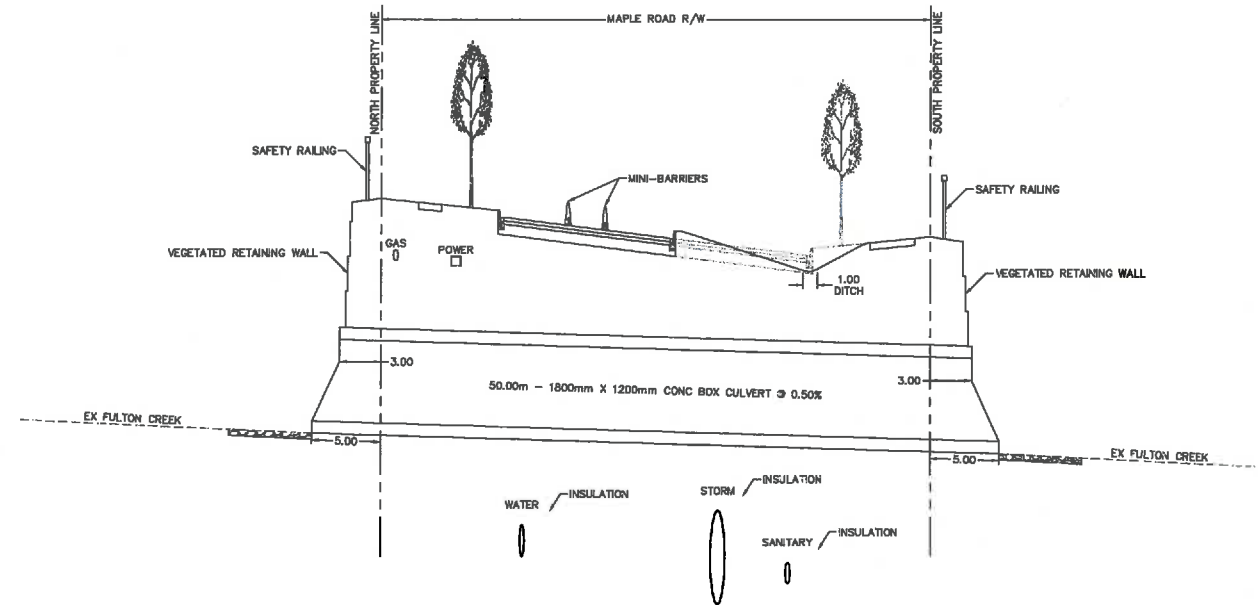 MAPLE ROAD R/W
NORTH PROPERTY LINE
SOUTH PROPERTY LINE
SAFETY RAILING
MINI-BARRIERS
SAFETY RAILING
GAS
POWER
VEGETATED RETAINING WALL
VEGETATED RETAINING WALL
1.00
DITCH
3.00
3.00
50.00m - 1800mm X 1200mm CONC BOX CULVERT @ 0.50%
EX FULTON CREEK
5.00
5.00
EX FULTON CREEK
WATER
INSULATION
STORM
INSULATION
SANITARY
INSULATION